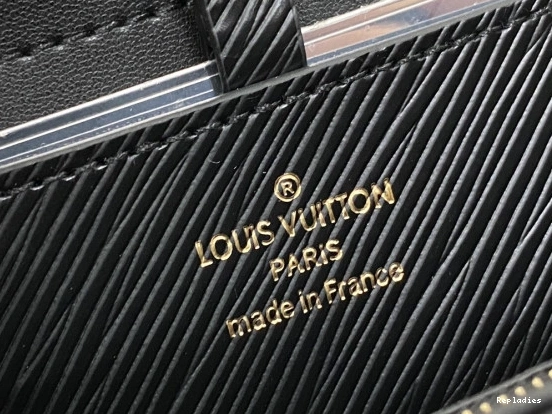 ®
LOUIS VUITTON
PARIS
made in France
Repladies